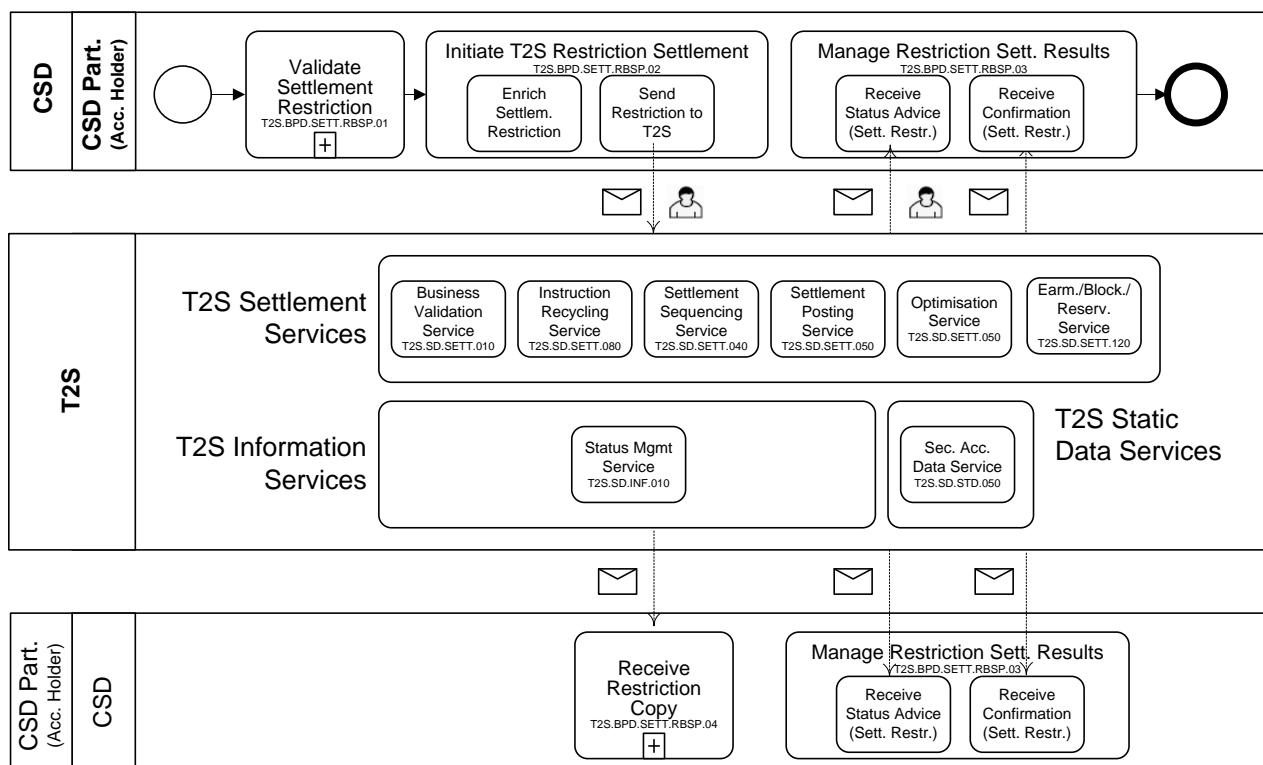 CSD
CSD Part.
(Acc. Holder)
Validate
Settlement
Restriction
T2S.BPD.SETT.RBSP.01
Initiate T2S Restriction Settlement
T2S.BPD.SETT.RBSP.02
Enrich
Settlem.
Restriction
Send
Restriction to
T2S
Manage Restriction Sett. Results
T2S.BPD.SETT.RBSP.03
Receive
Status Advice
(Sett. Restr.)
Receive
Confirmation
(Sett. Restr.)
T2S
T2S Settlement
Services
Business
Validation
Service
T2S.SD.SETT.010
Instruction
Recycling
Service
T2S.SD.SETT.080
Settlement
Sequencing
Service
T2S.SD.SETT.040
Settlement
Posting
Service
T2S.SD.SETT.050
Optimisation
Service
T2S.SD.SETT.050
Earm./Block./
Reserv.
Service
T2S.SD.SETT.120
T2S Information
Services
Status Mgmt
Service
T2S.SD.INF.010
Sec. Acc.
Data Service
T2S.SD.STD.050
T2S Static
Data Services
CSD Part.
(Acc. Holder)
CSD
Receive
Restriction
Copy
T2S.BPD.SETT.RBSP.04
Manage Restriction Sett. Results
T2S.BPD.SETT.RBSP.03
Receive
Status Advice
(Sett. Restr.)
Receive
Confirmation
(Sett. Restr.)